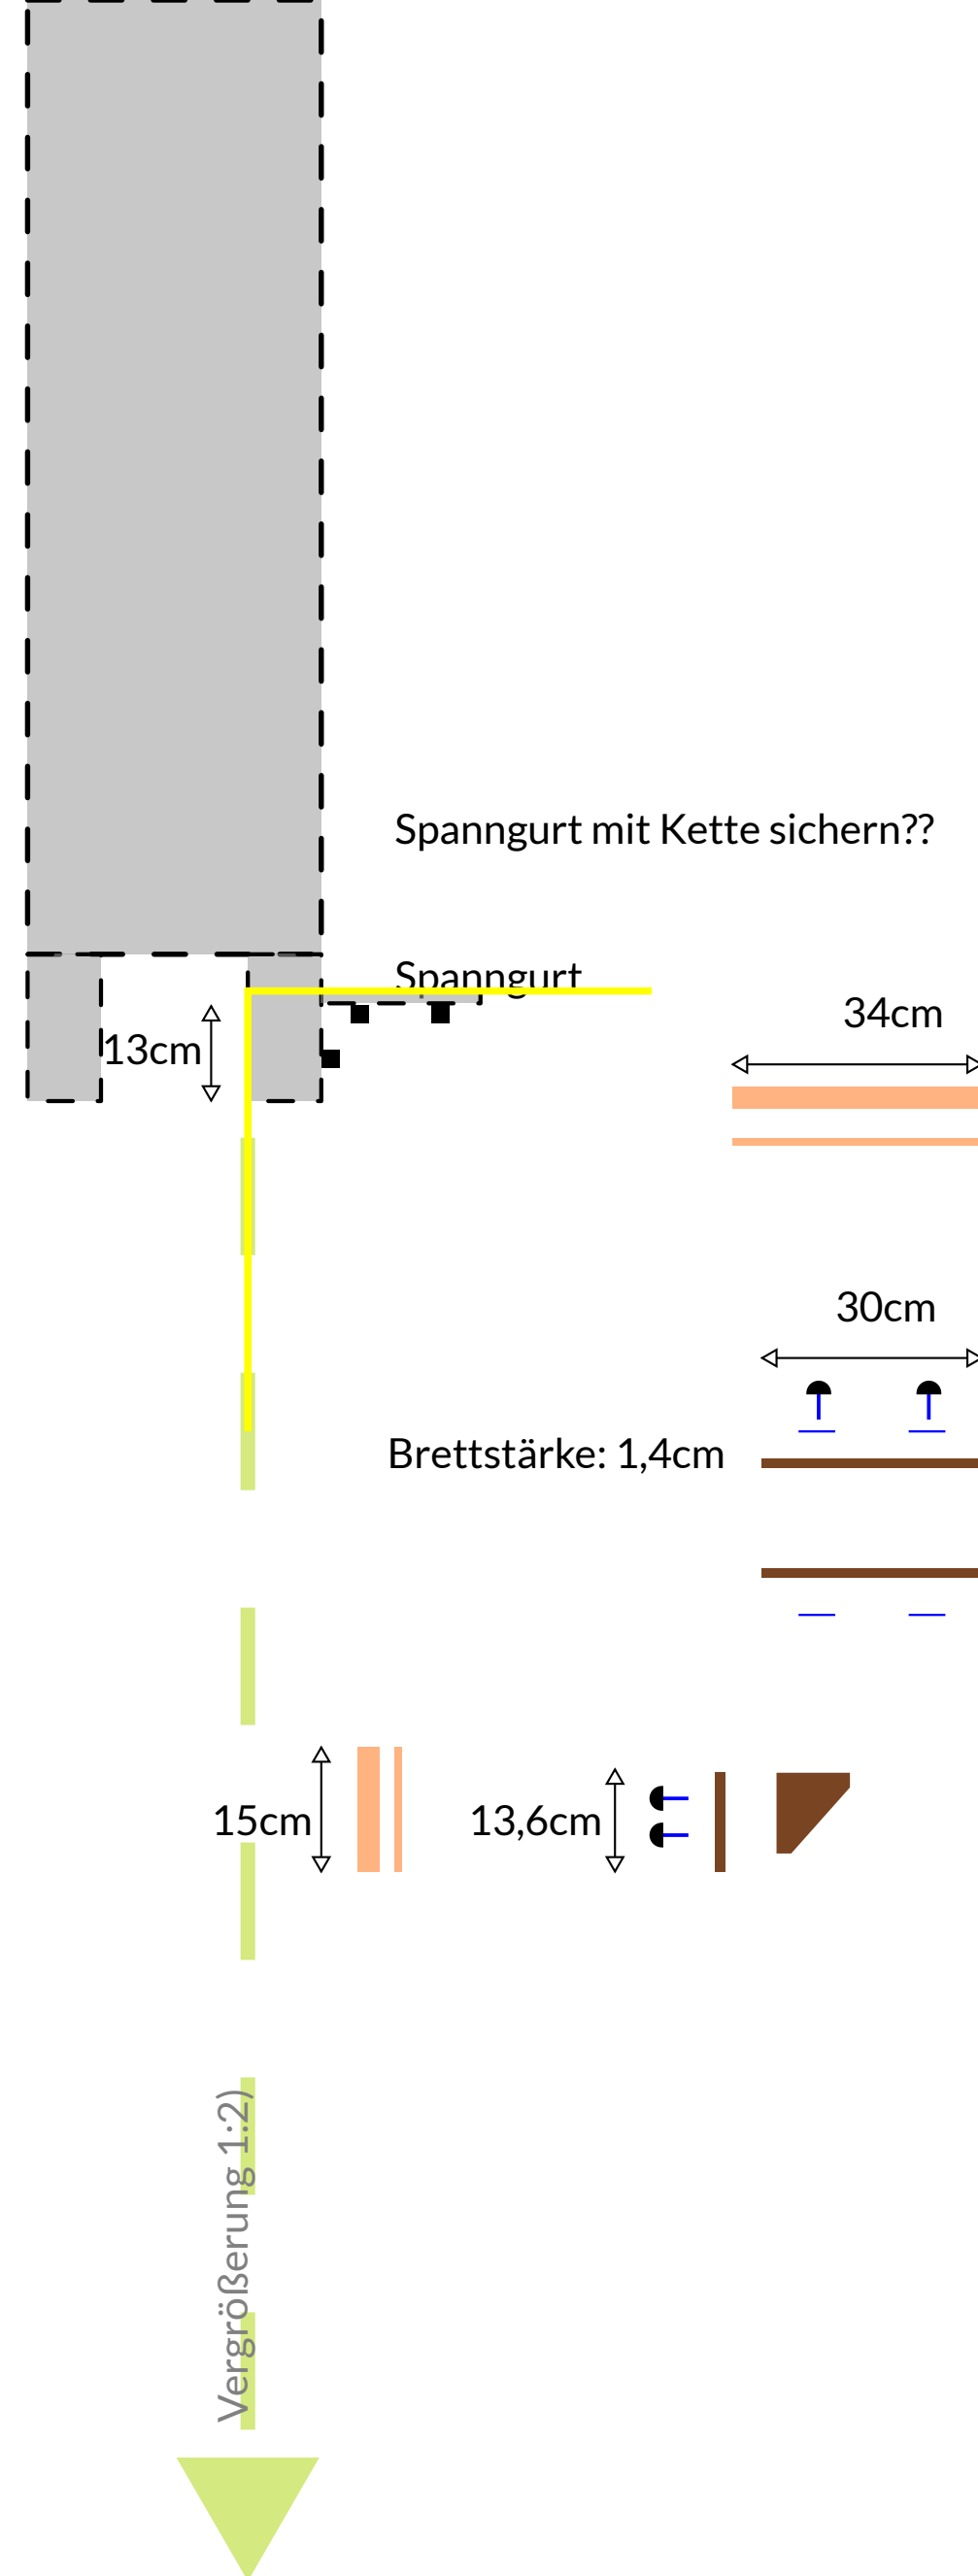 Spanngurt mit Kette sichern??
Spanngurt
34cm
13cm
30cm
Brettstärke: 1,4cm
15cm
13,6cm
Vergrößerung 1:2)